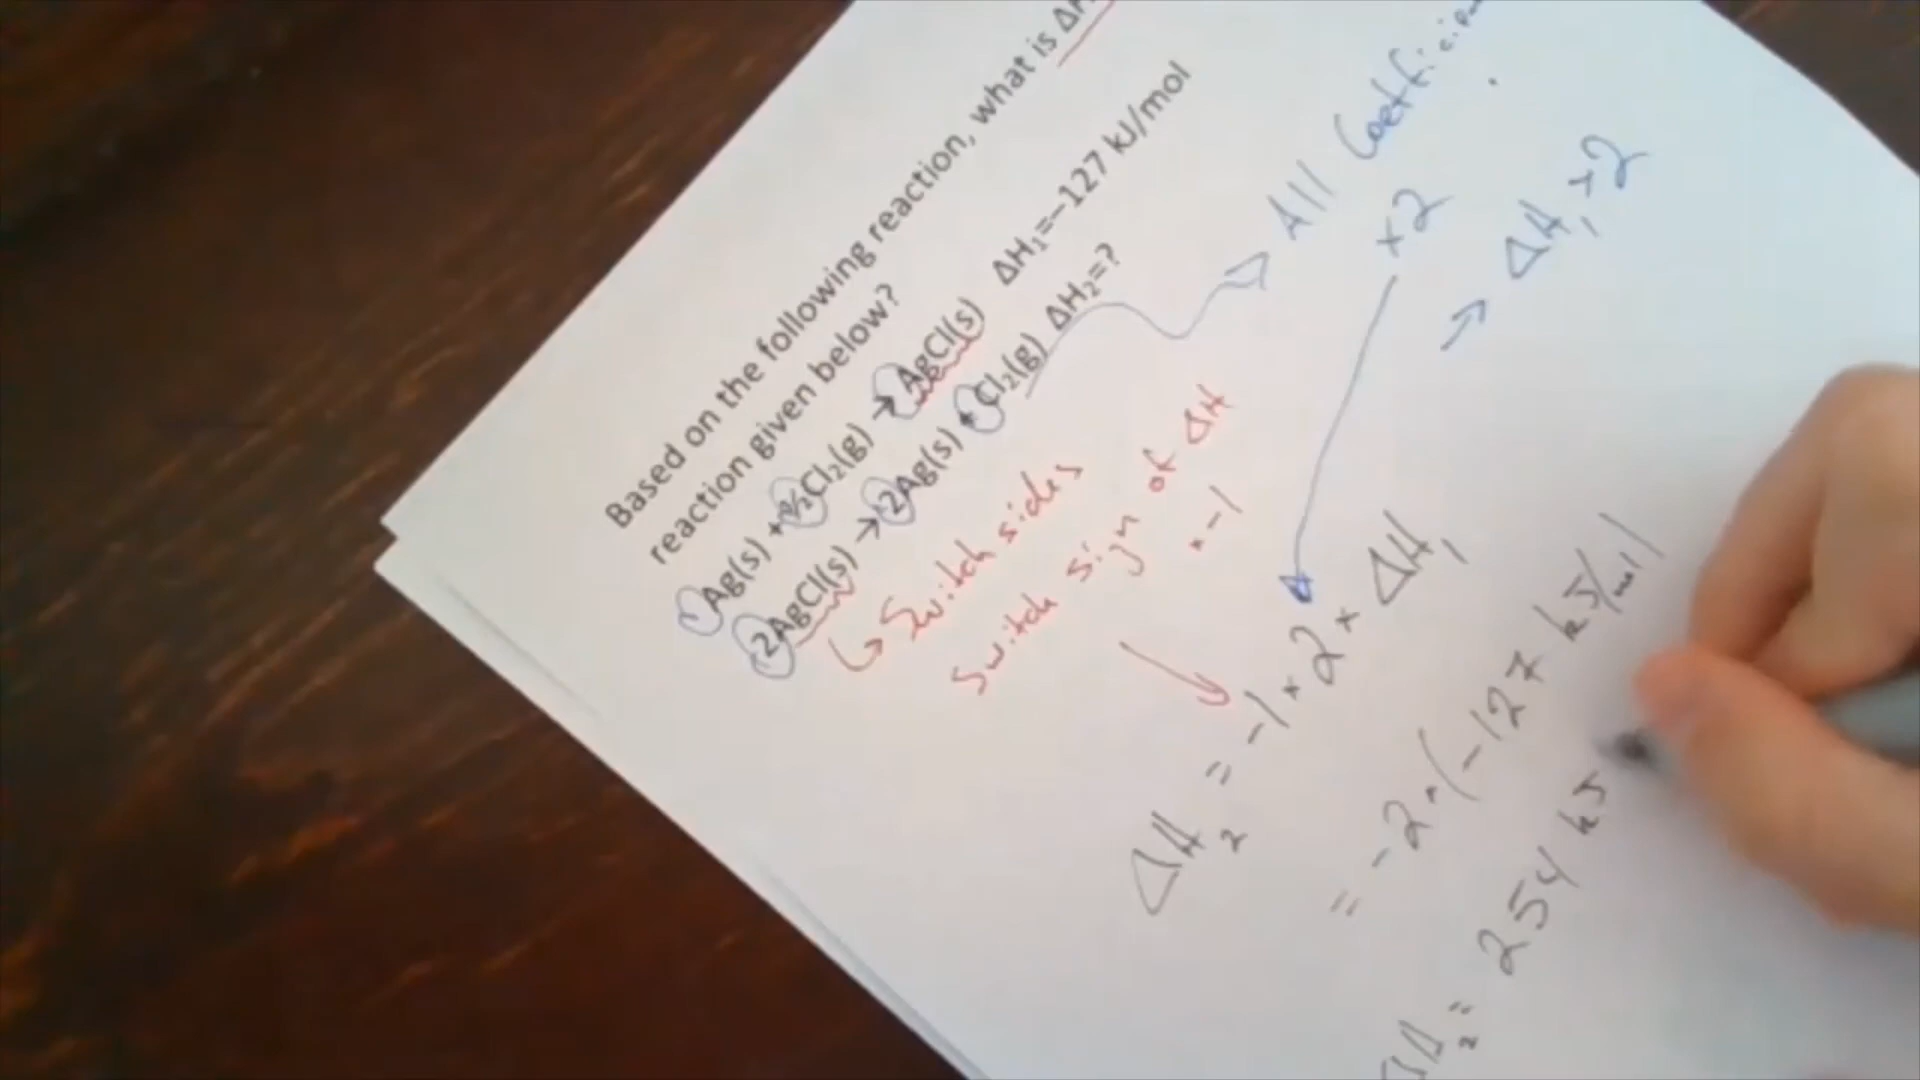 Based on the following reaction, what is ΔH
reaction given below?
Ag(s) + ½Cl₂(g) → AgCl(s) ΔH₁=−127 kJ/mol
2AgCl(s) → 2Ag(s) + Cl₂(g) ΔH₂=?
→ All Coefficien
×2
→ ΔH₁×2
↳ Switch sides
Switch sign of ΔH
×-1
ΔH₂ = -1 × 2 × ΔH₁
= -2 × (-127 kJ/mol)
ΔH₂ = 254 kJ